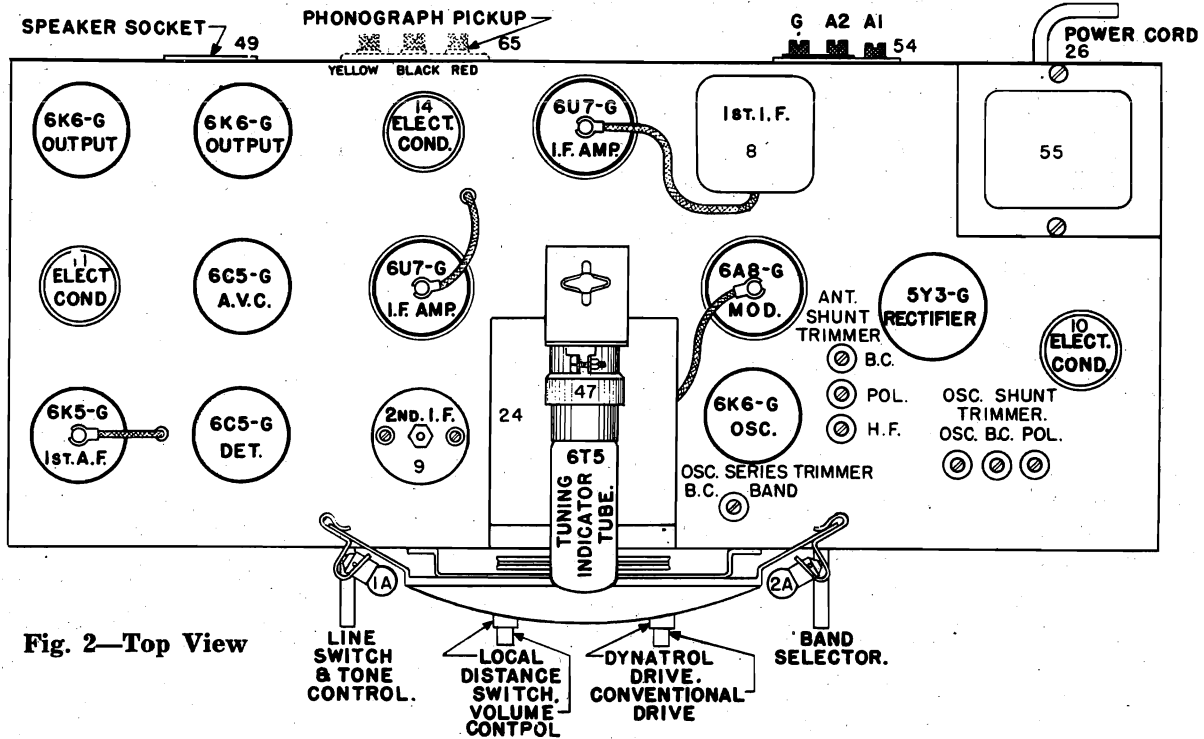 SPEAKER SOCKET
49
PHONOGRAPH PICKUP
65
YELLOW BLACK RED
G A2 A1
54
POWER CORD
26
6K6-G
OUTPUT
6K6-G
OUTPUT
14
ELECT.
COND.
6U7-G
I.F. AMP.
1ST. I.F.
8
55
11
ELECT
COND
6C5-G
A.V.C.
6U7-G
I.F. AMP.
6A8-G
MOD.
ANT.
SHUNT
TRIMMER
B.C.
POL.
H.F.
5Y3-G
RECTIFIER
10
ELECT.
COND.
6K5-G
1ST. A.F.
6C5-G
DET.
2ND. I.F.
9
24
47
6T5
TUNING
INDICATOR
TUBE.
6K6-G
OSC.
OSC. SERIES TRIMMER
B.C. BAND
OSC. SHUNT
TRIMMER.
OSC. B.C. POL.
1A
2A
Fig. 2—Top View
LINE
SWITCH
& TONE
CONTROL.
LOCAL
DISTANCE
SWITCH.
VOLUME
CONTPOL
DYNATROL
DRIVE.
CONVENTIONAL
DRIVE
BAND
SELECTOR.